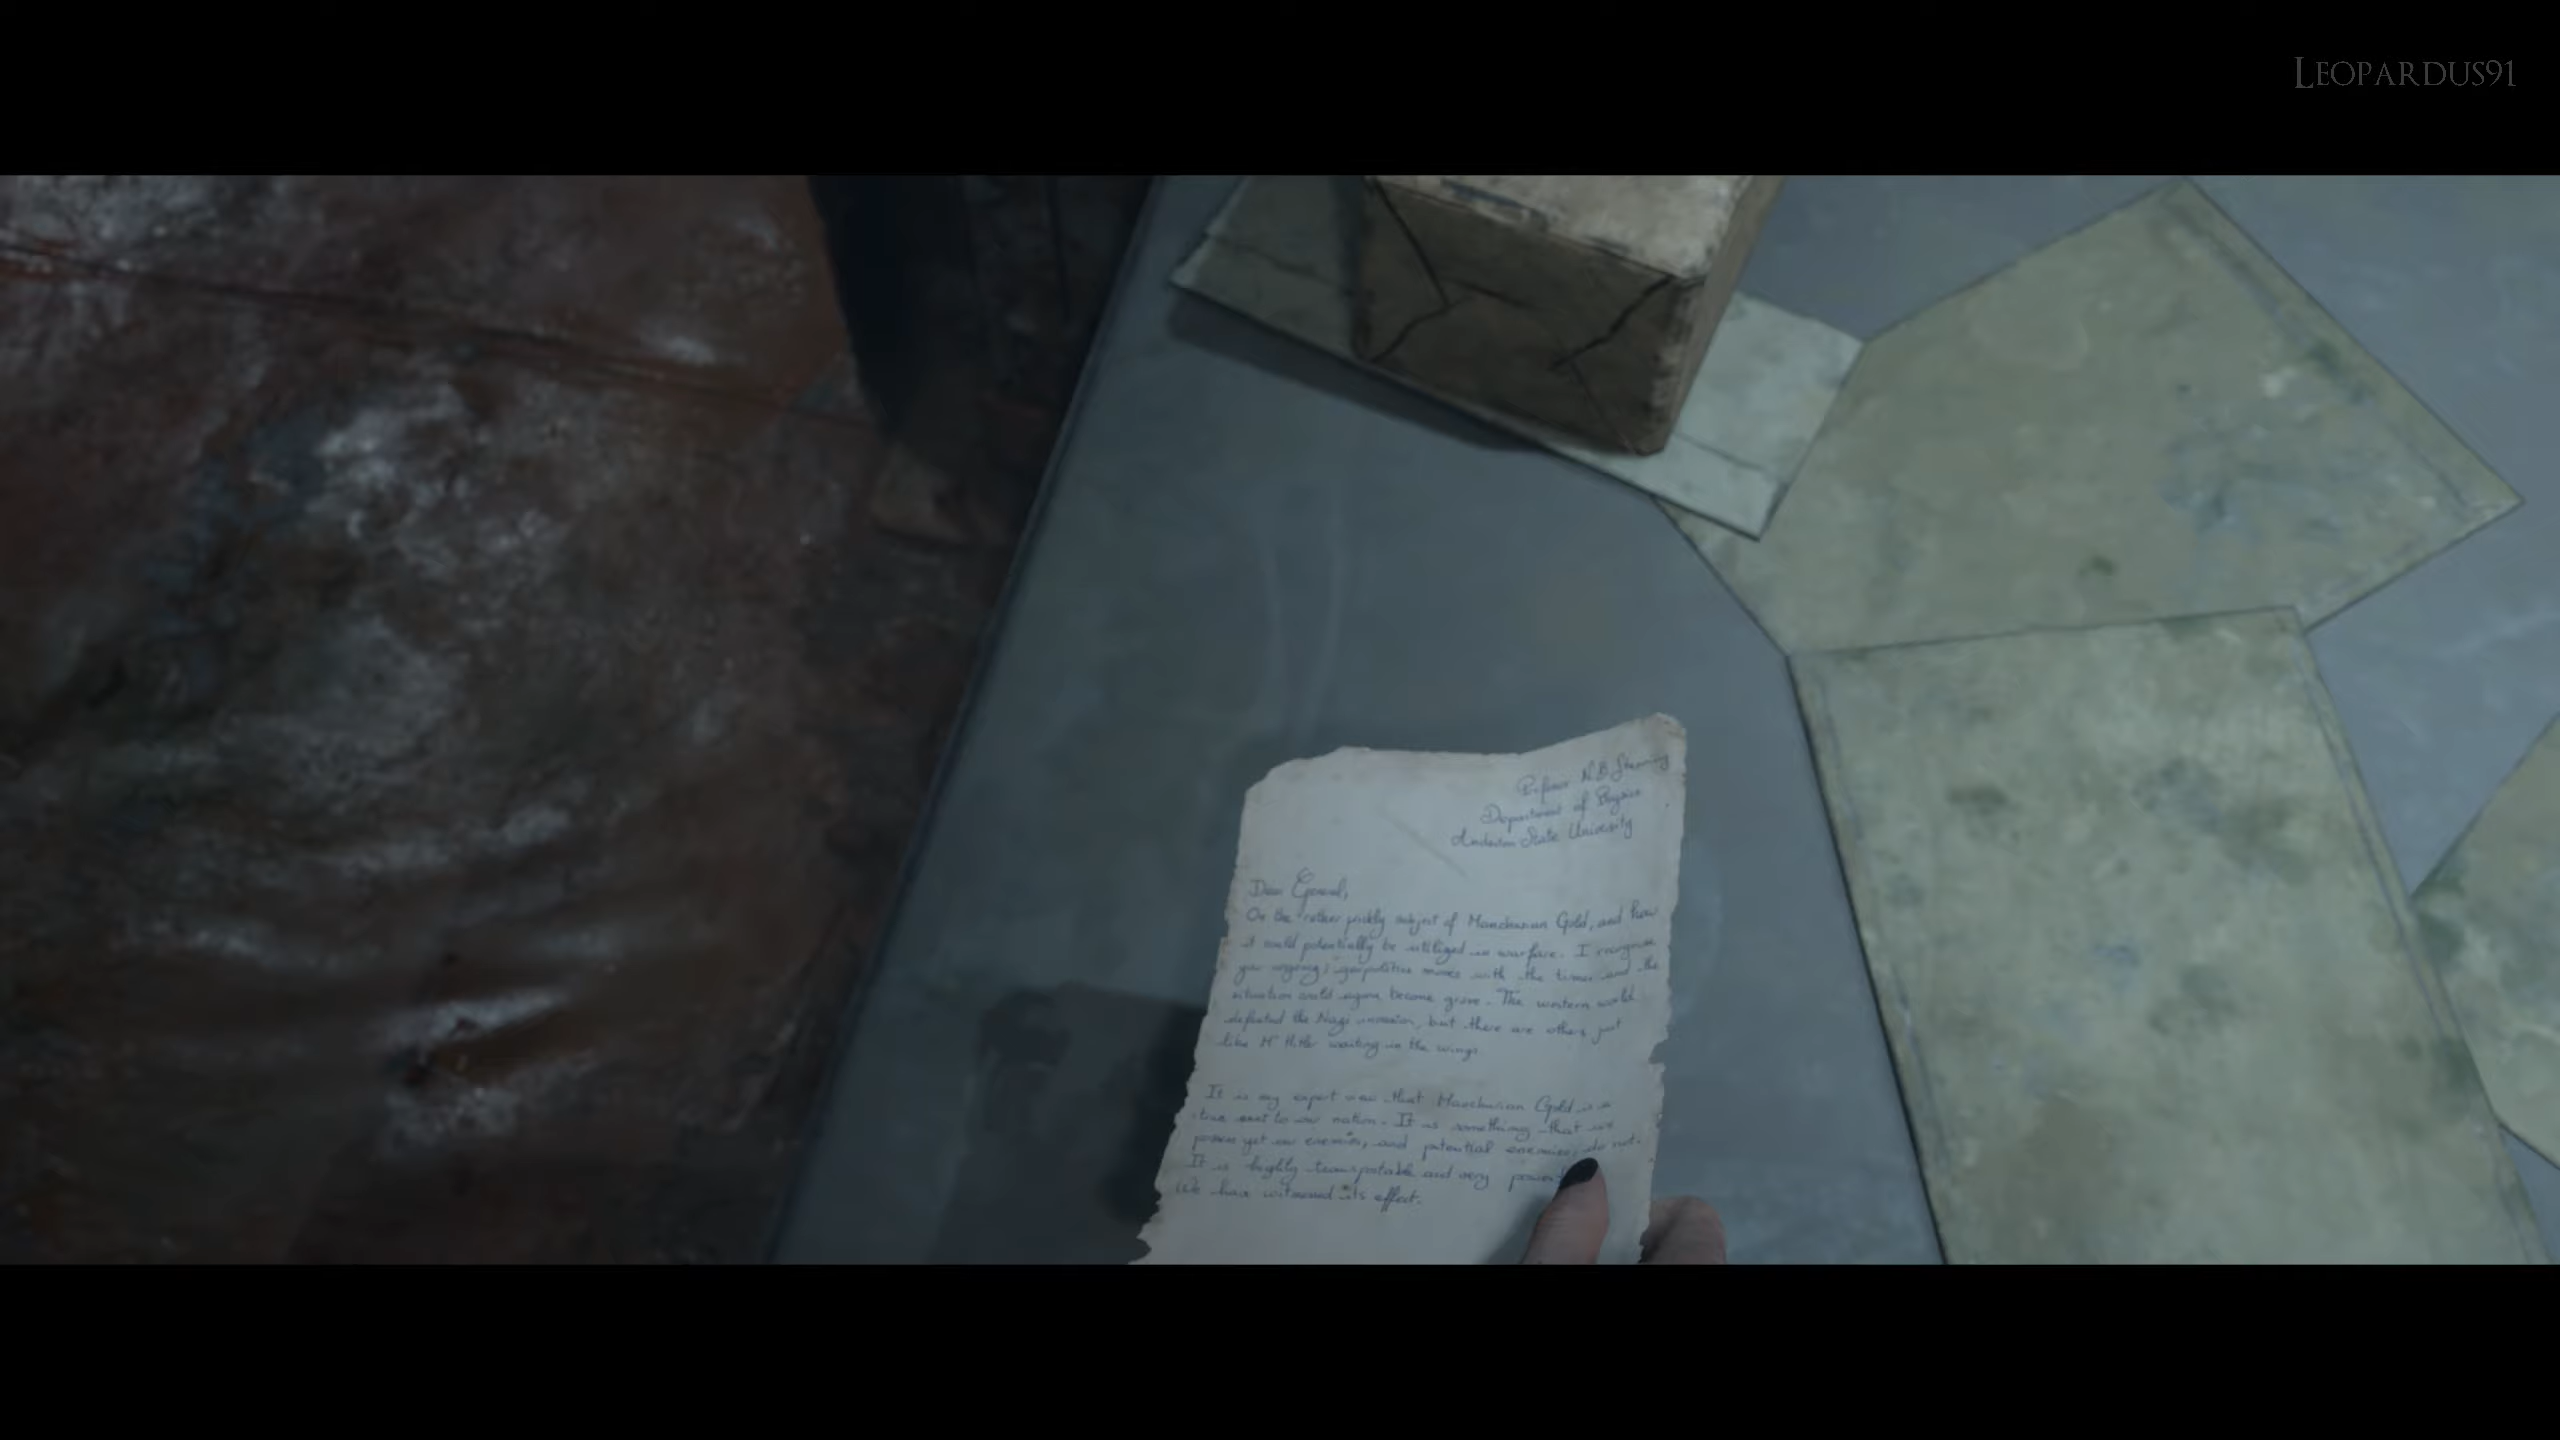 LEOPARDUS91
Professor N.B.
Department of Physics
State University
Dear General,
On the rather prickly subject of Manchurian Gold, and how
it could potentially be utilized in warfare. I recognise
your urgency; geopolitics moves with the times and the
situation could again become grave. The western world
defeated the Nazi invasion, but there are others just
like Mr Hitler waiting in the wings.
It is my expert view that Manchurian Gold is a
true asset to our nation. It is something that we
possess yet our enemies, and potential enemies, do not.
It is highly transportable and very
We have witnessed its effect.